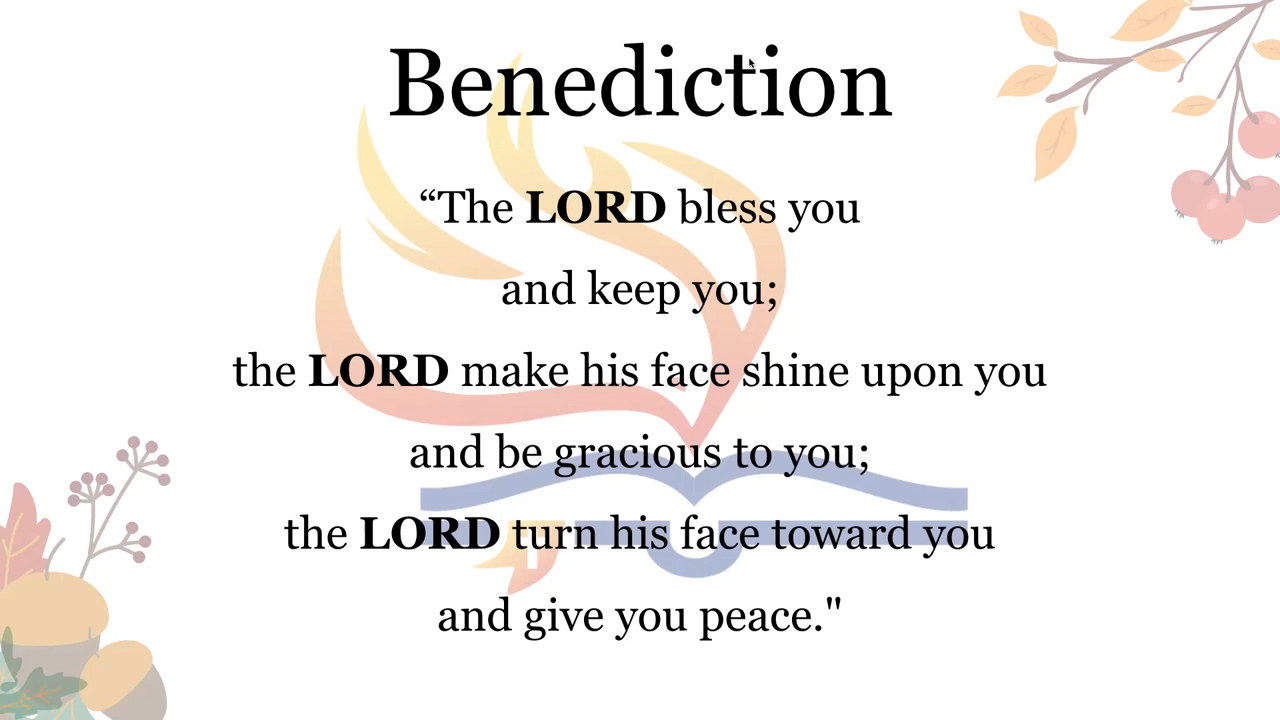 Benediction
“The LORD bless you
and keep you;
the LORD make his face shine upon you
and be gracious to you;
the LORD turn his face toward you
and give you peace."